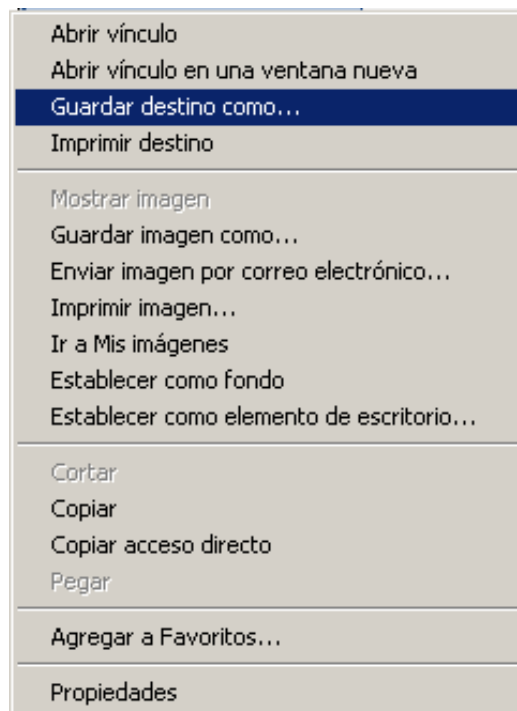 Abrir vínculo
Abrir vínculo en una ventana nueva
Guardar destino como...
Imprimir destino
Mostrar imagen
Guardar imagen como...
Enviar imagen por correo electrónico...
Imprimir imagen...
Ir a Mis imágenes
Establecer como fondo
Establecer como elemento de escritorio...
Cortar
Copiar
Copiar acceso directo
Pegar
Agregar a Favoritos...
Propiedades